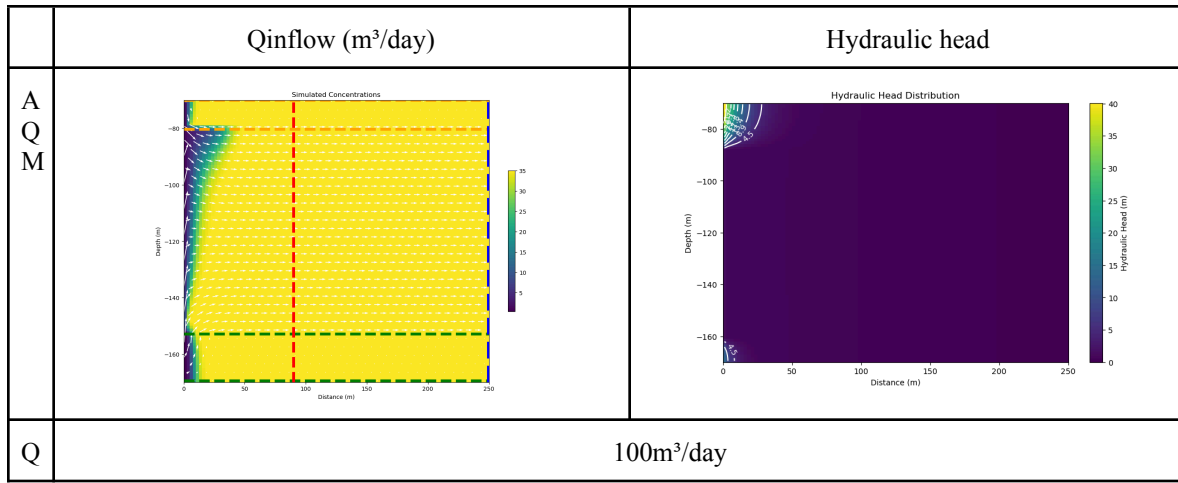 Qinflow (m³/day)
Hydraulic head
A
Q
M
Simulated Concentrations
−80
−100
−120
−140
−160
Depth (m)
0
50
100
150
200
250
Distance (m)
35
30
25
20
15
10
5
Hydraulic Head Distribution
−80
−100
−120
−140
−160
Depth (m)
0
50
100
150
200
250
Distance (m)
4.5
4.5
40
35
30
25
20
15
10
5
0
Hydraulic Head (m)
Q
100m³/day